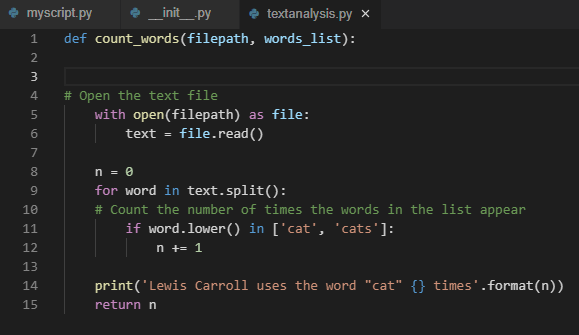 myscript.py __init__.py textanalysis.py ×
1 def count_words(filepath, words_list):
2
3
4 # Open the text file
5     with open(filepath) as file:
6         text = file.read()
7
8     n = 0
9     for word in text.split():
10     # Count the number of times the words in the list appear
11         if word.lower() in ['cat', 'cats']:
12             n += 1
13
14     print('Lewis Carroll uses the word "cat" {} times'.format(n))
15     return n